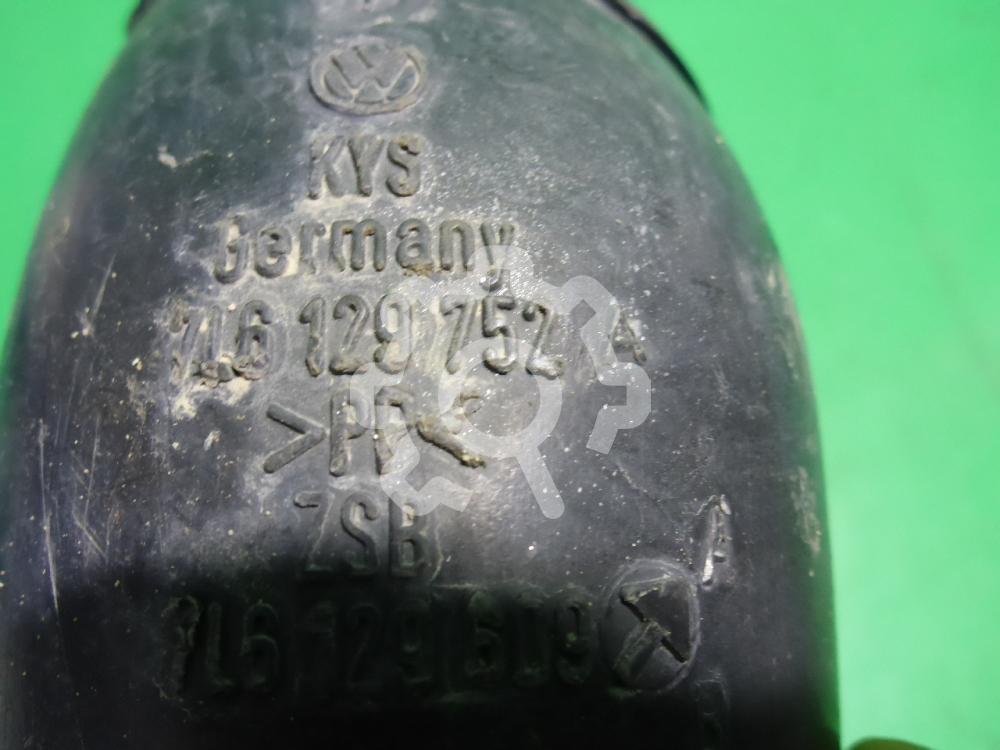 KYS
Germany
7L6 129 752 A
>PP<
ZSB
7L6 129 609
A
B